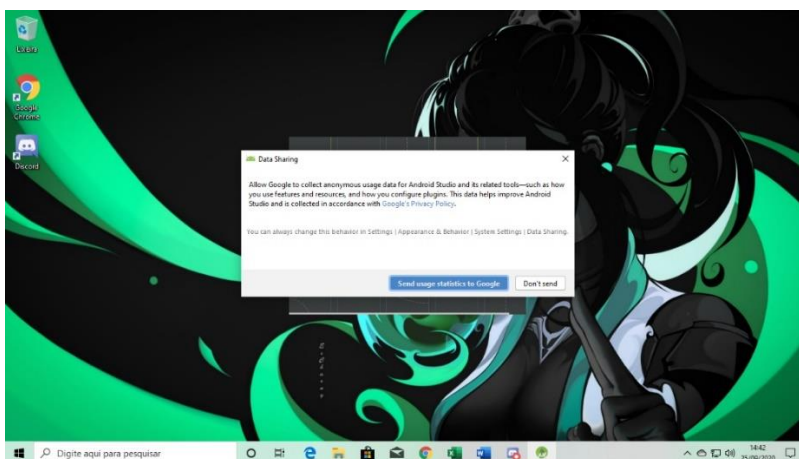 Lixeira
Google
Chrome
Discord
Data Sharing
Allow Google to collect anonymous usage data for Android Studio and its related tools—such as how
you use features and resources, and how you configure plugins. This data helps improve Android
Studio and is collected in accordance with Google's Privacy Policy.
You can always change this behavior in Settings | Appearance & Behavior | System Settings | Data Sharing.
Send usage statistics to Google
Don't send
Digite aqui para pesquisar
14:42
15/09/2020